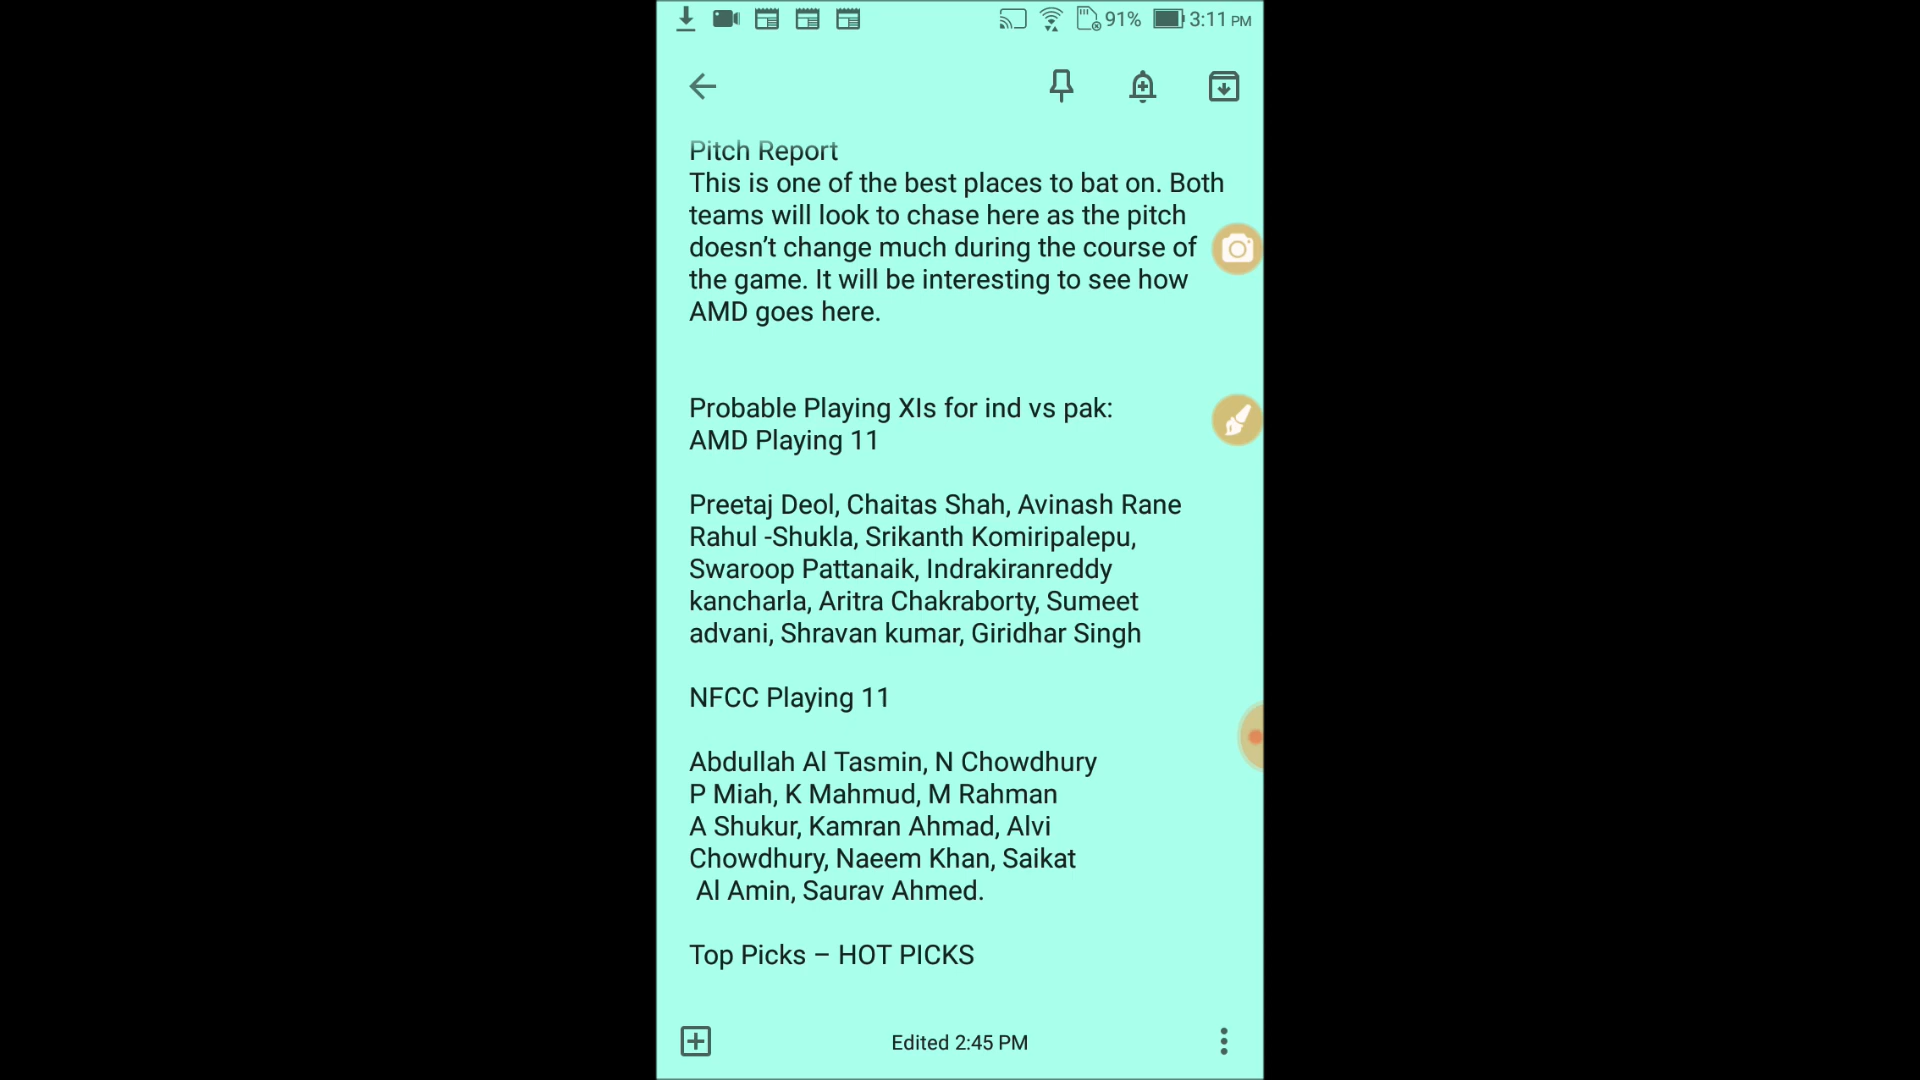 91% 3:11 PM
Pitch Report
This is one of the best places to bat on. Both
teams will look to chase here as the pitch
doesn’t change much during the course of
the game. It will be interesting to see how
AMD goes here.
Probable Playing XIs for ind vs pak:
AMD Playing 11
Preetaj Deol, Chaitas Shah, Avinash Rane
Rahul -Shukla, Srikanth Komiripalepu,
Swaroop Pattanaik, Indrakiranreddy
kancharla, Aritra Chakraborty, Sumeet
advani, Shravan kumar, Giridhar Singh
NFCC Playing 11
Abdullah Al Tasmin, N Chowdhury
P Miah, K Mahmud, M Rahman
A Shukur, Kamran Ahmad, Alvi
Chowdhury, Naeem Khan, Saikat
Al Amin, Saurav Ahmed.
Top Picks – HOT PICKS
Edited 2:45 PM